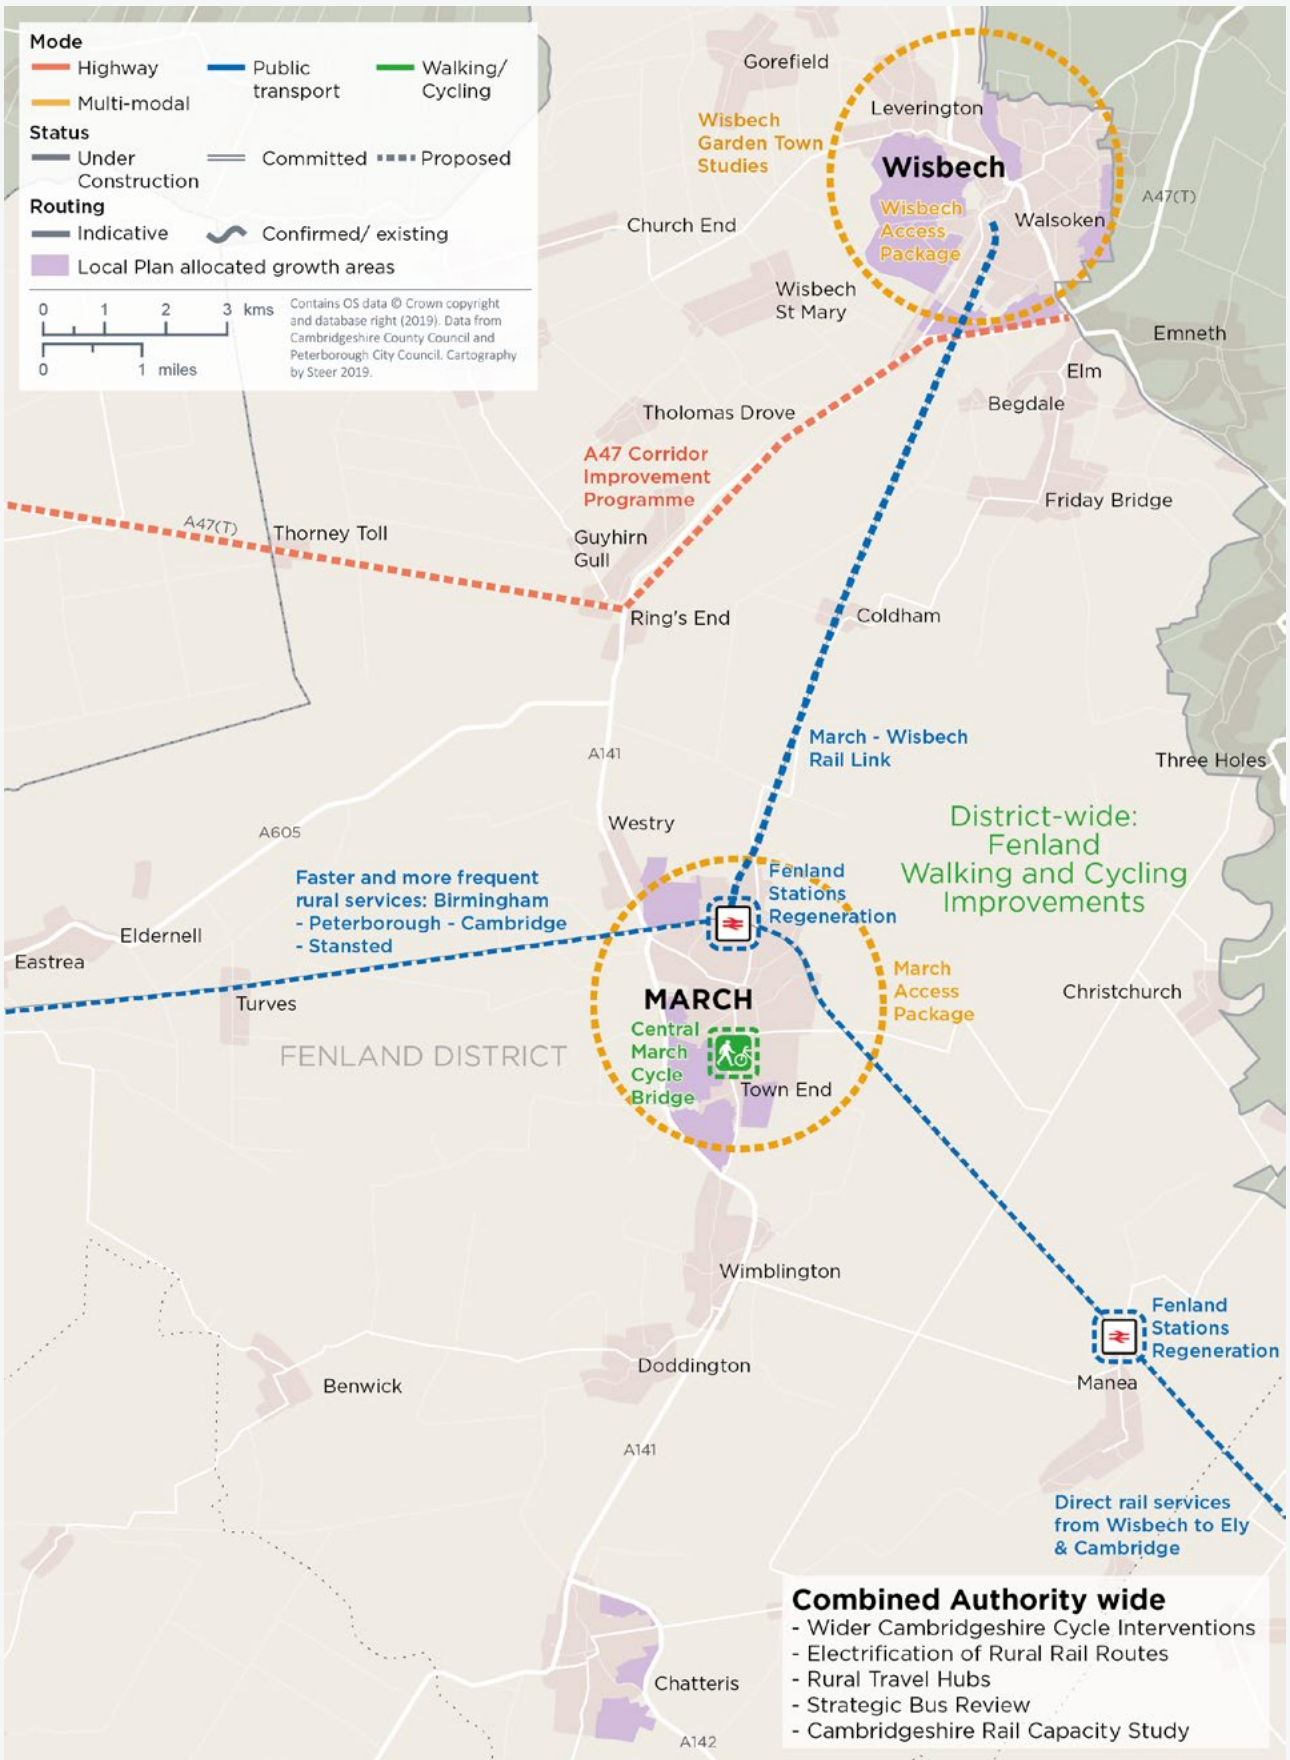 Mode
Highway
Public
transport
Walking/
Cycling
Multi-modal
Status
Under
Construction
Committed
Proposed
Routing
Indicative
Confirmed/ existing
Local Plan allocated growth areas
0 1 2 3 kms
0 1 miles
Contains OS data © Crown copyright
and database right (2019). Data from
Cambridgeshire County Council and
Peterborough City Council. Cartography
by Steer 2019.
Gorefield
Leverington
Wisbech
Garden Town
Studies
Wisbech
Wisbech
Access
Package
A47(T)
Walsoken
Church End
Wisbech
St Mary
Emneth
Elm
Begdale
Tholomas Drove
A47 Corridor
Improvement
Programme
Friday Bridge
A47(T)
Thorney Toll
Guyhirn
Gull
Ring's End
Coldham
March - Wisbech
Rail Link
A141
Three Holes
Westry
A605
District-wide:
Fenland
Walking and Cycling
Improvements
Faster and more frequent
rural services: Birmingham
- Peterborough - Cambridge
- Stansted
Fenland
Stations
Regeneration
Eldernell
Eastrea
March
Access
Package
Turves
MARCH
Christchurch
Central
March
Cycle
Bridge
FENLAND DISTRICT
Town End
Wimblington
Fenland
Stations
Regeneration
Doddington
Benwick
Manea
A141
Direct rail services
from Wisbech to Ely
& Cambridge
Combined Authority wide
- Wider Cambridgeshire Cycle Interventions
- Electrification of Rural Rail Routes
- Rural Travel Hubs
- Strategic Bus Review
- Cambridgeshire Rail Capacity Study
Chatteris
A142